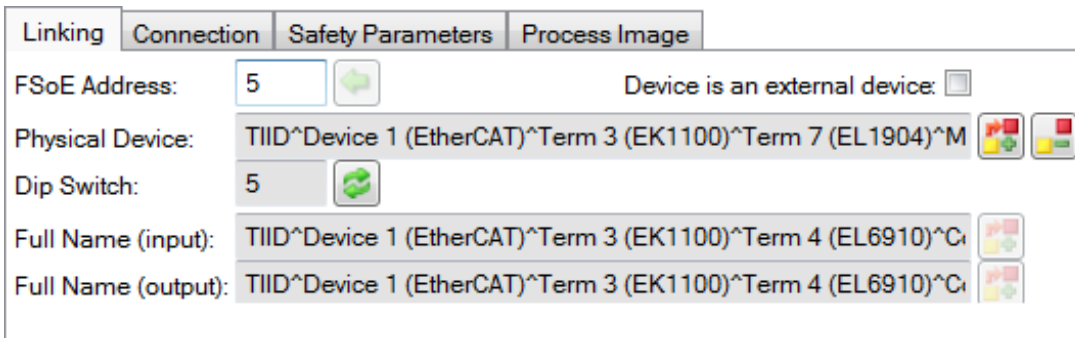 Linking Connection Safety Parameters Process Image
FSoE Address: 5 Device is an external device:
Physical Device: TIID^Device 1 (EtherCAT)^Term 3 (EK1100)^Term 7 (EL1904)^M
Dip Switch: 5
Full Name (input): TIID^Device 1 (EtherCAT)^Term 3 (EK1100)^Term 4 (EL6910)^C
Full Name (output): TIID^Device 1 (EtherCAT)^Term 3 (EK1100)^Term 4 (EL6910)^C